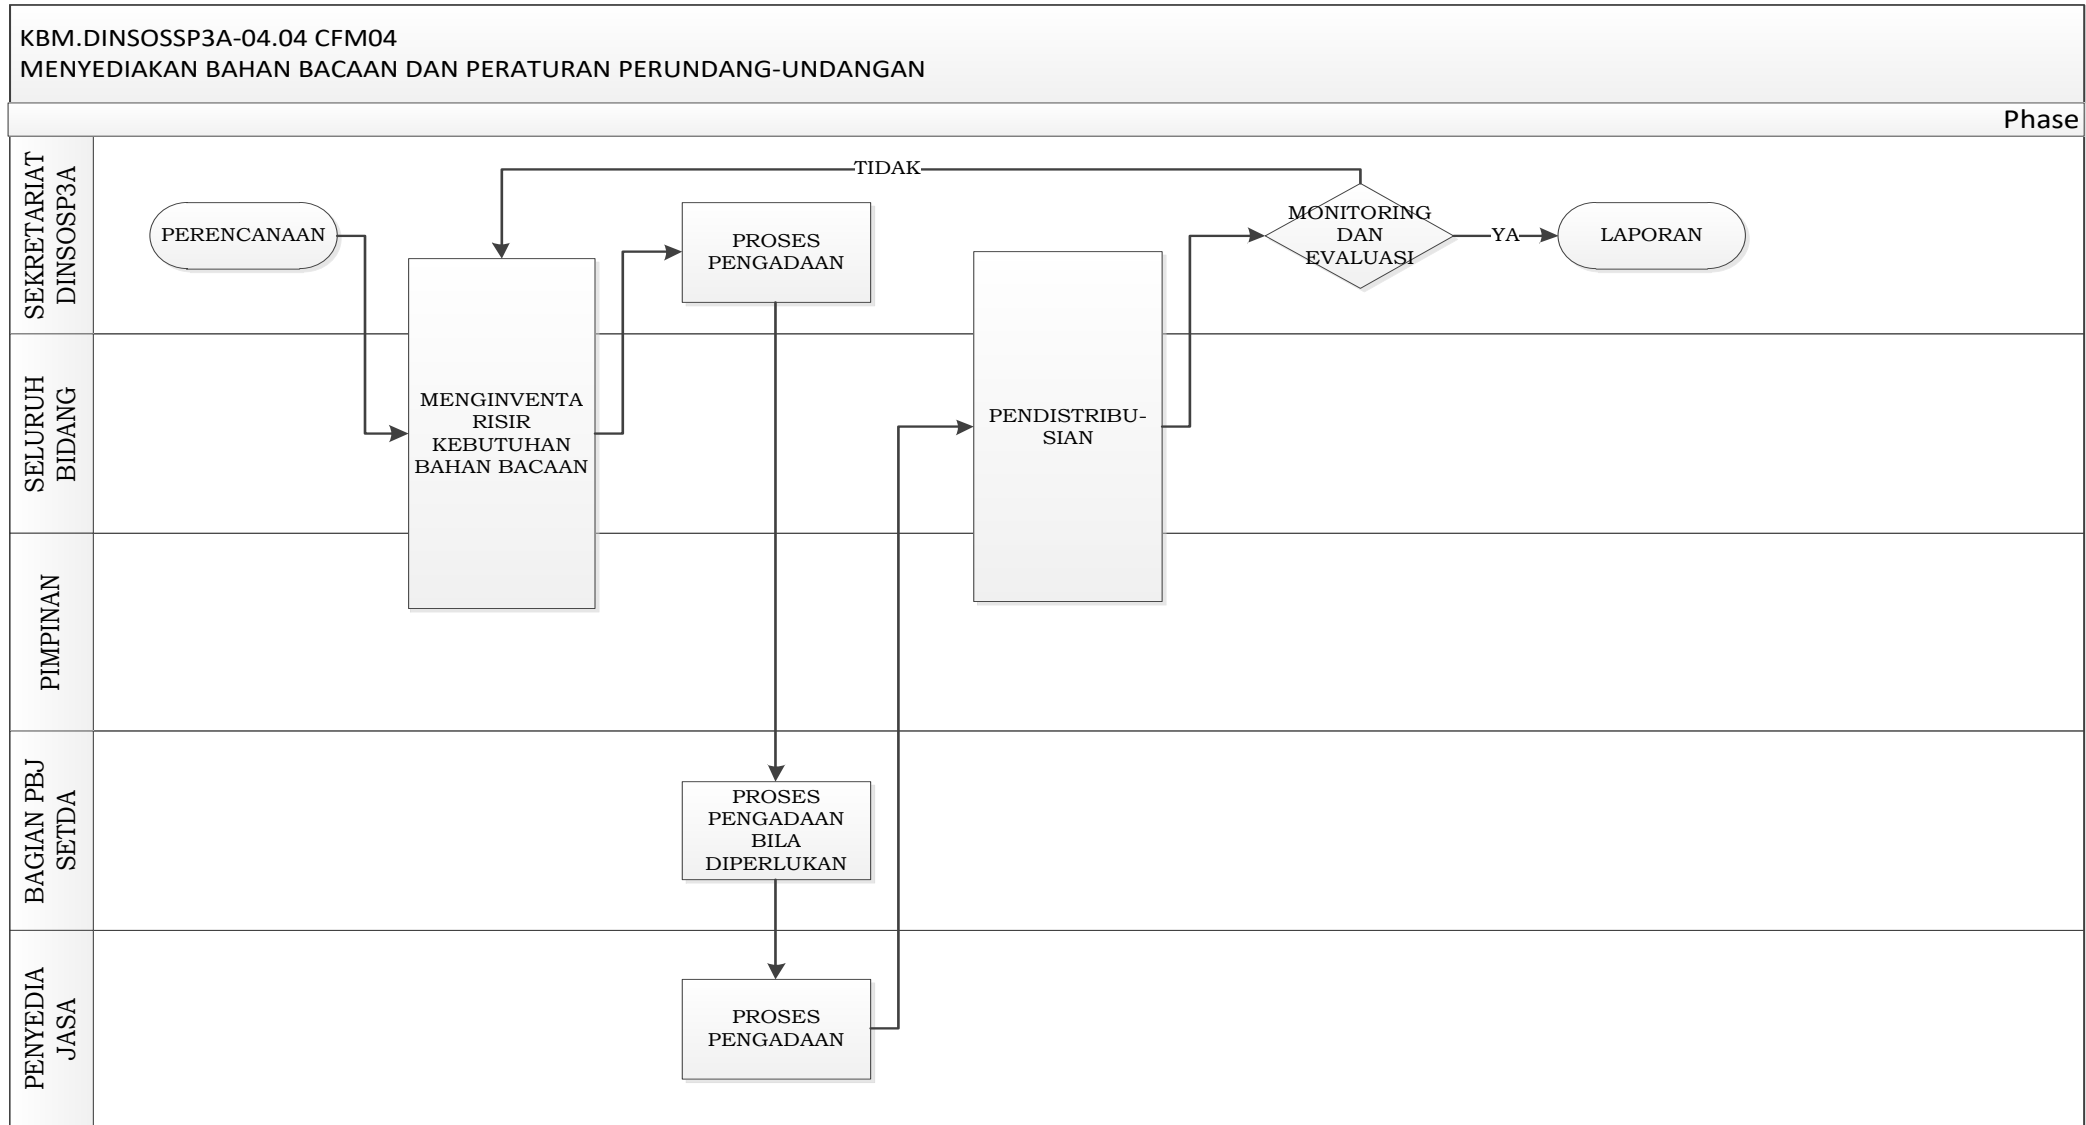 KBM.DINSOSSP3A-04.04 CFM04
MENYEDIAKAN BAHAN BACAAN DAN PERATURAN PERUNDANG-UNDANGAN
Phase
SEKRETARIAT
DINSOSP3A
PERENCANAAN
TIDAK
PROSES
PENGADAAN
MONITORING
DAN
EVALUASI
YA
LAPORAN
SELURUH
BIDANG
MENGINVENTA
RISIR
KEBUTUHAN
BAHAN BACAAN
PENDISTRIBU-
SIAN
PIMPINAN
BAGIAN PBJ
SETDA
PROSES
PENGADAAN
BILA
DIPERLUKAN
PENYEDIA
JASA
PROSES
PENGADAAN